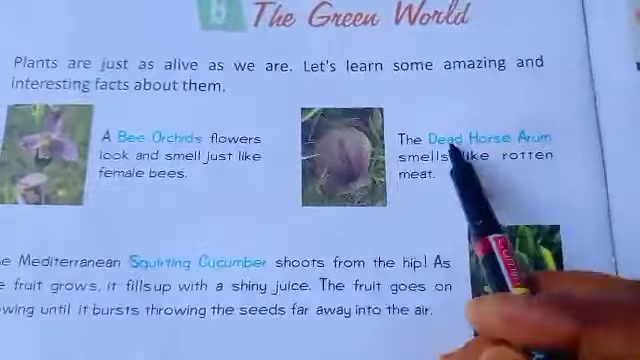 6 The Green World
Plants are just as alive as we are. Let's learn some amazing and
interesting facts about them.
A Bee Orchids flowers
look and smell just like
female bees.
The Dead Horse Arum
smells like rotten
meat.
Mediterranean Squirting Cucumber shoots from the hip! As
fruit grows, it fills up with a shiny juice. The fruit goes on
until it bursts throwing the seeds far away into the air.